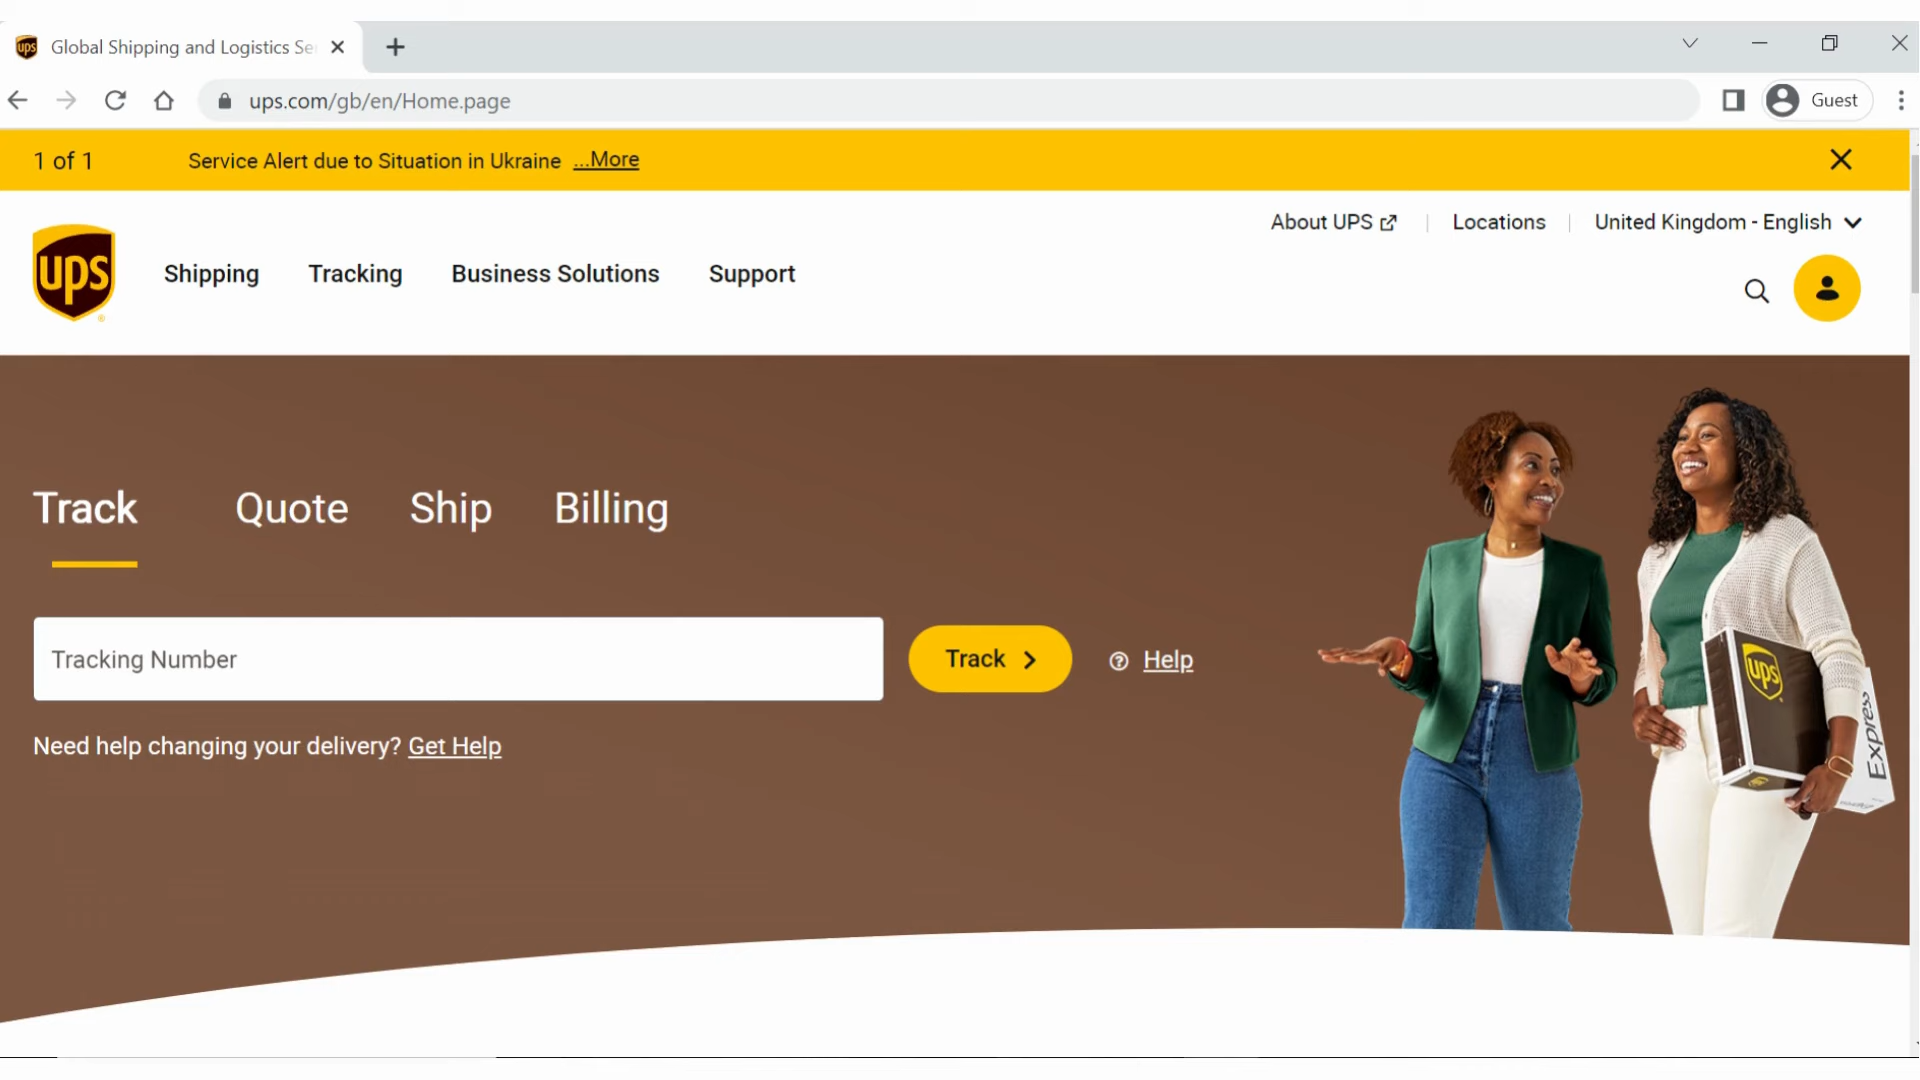 Global Shipping and Logistics Se
ups.com/gb/en/Home.page
Guest
1 of 1
Service Alert due to Situation in Ukraine ...More
About UPS
Locations
United Kingdom - English
ups
Shipping
Tracking
Business Solutions
Support
Track
Quote
Ship
Billing
Tracking Number
Track
Help
Need help changing your delivery? Get Help
ups
Express